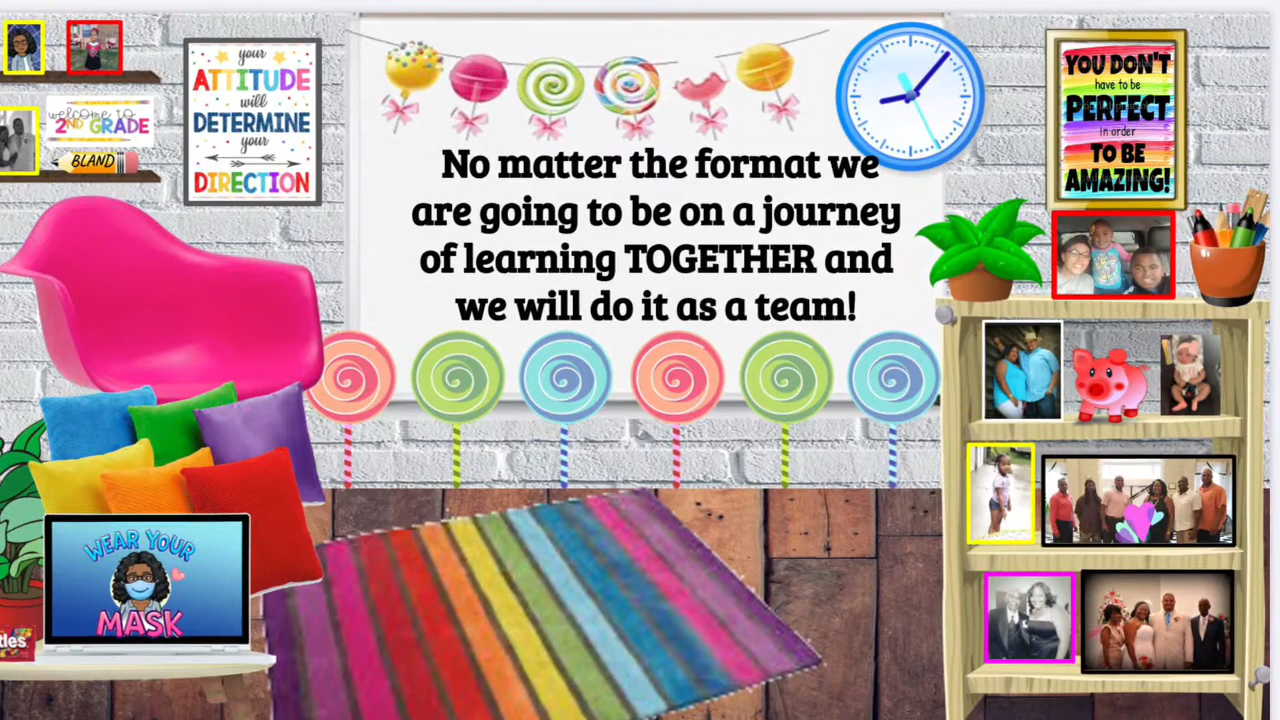 welcome to
2ND GRADE
BLAND
your
ATTITUDE
will
DETERMINE
your
DIRECTION
No matter the format we
are going to be on a journey
of learning TOGETHER and
we will do it as a team!
YOU DON'T
have to be
PERFECT
in order
TO BE
AMAZING!
WEAR YOUR
MASK
tles